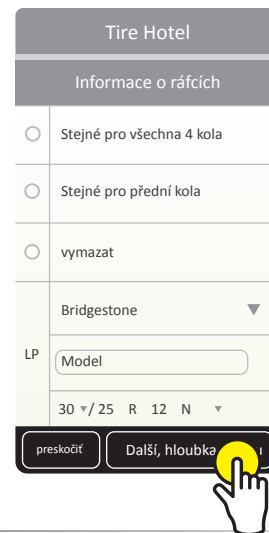 Tire Hotel
Informace o ráfcích
Stejné pro všechna 4 kola
Stejné pro přední kola
vymazat
Bridgestone
LP
Model
30 / 25 R 12 N
preskočiť
Další, hloubka